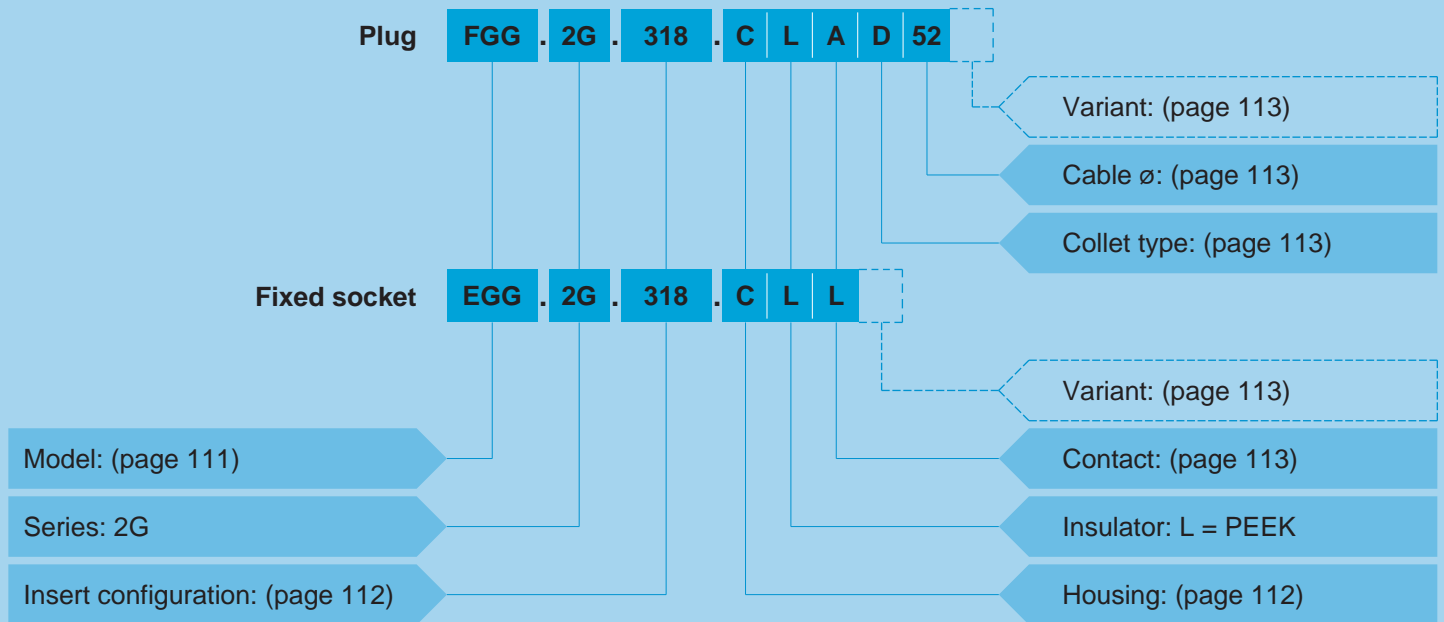 Plug FGG . 2G . 318 . C L A D 52
Variant: (page 113)
Cable ø: (page 113)
Collet type: (page 113)
Fixed socket EGG . 2G . 318 . C L L
Variant: (page 113)
Model: (page 111)
Contact: (page 113)
Series: 2G
Insulator: L = PEEK
Insert configuration: (page 112)
Housing: (page 112)